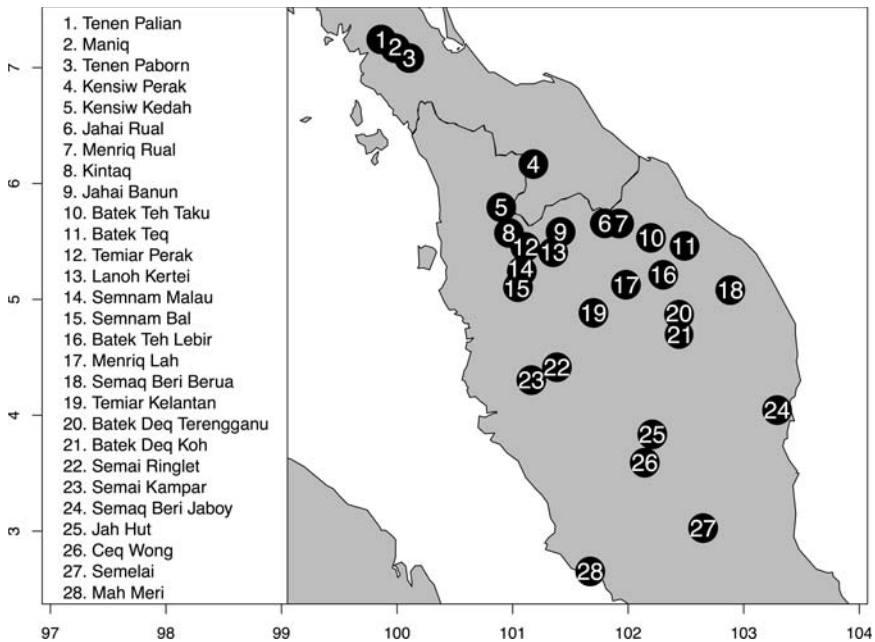 1. Tenen Palian
2. Maniq
3. Tenen Paborn
4. Kensiw Perak
5. Kensiw Kedah
6. Jahai Rual
7. Menriq Rual
8. Kintaq
9. Jahai Banun
10. Batek Teh Taku
11. Batek Teq
12. Temiar Perak
13. Lanoh Kertei
14. Semnam Malau
15. Semnam Bal
16. Batek Teh Lebir
17. Menriq Lah
18. Semaq Beri Berua
19. Temiar Kelantan
20. Batek Deq Terengganu
21. Batek Deq Koh
22. Semai Ringlet
23. Semai Kampar
24. Semaq Beri Jaboy
25. Jah Hut
26. Ceq Wong
27. Semelai
28. Mah Meri
7
6
5
4
3
1
2
3
4
5
6 7
8
9
10
11
12
13
14
15
16
17
18
19
20
21
22
23
24
25
26
27
28
97 98 99 100 101 102 103 104